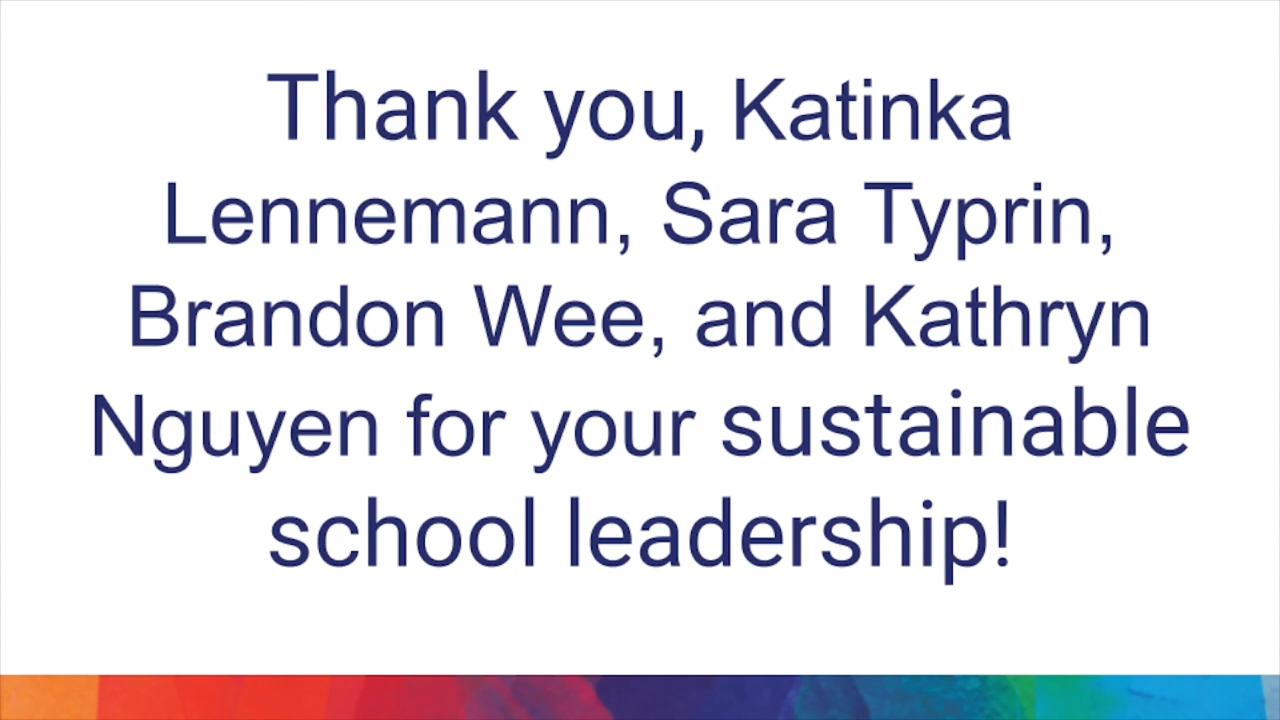 Thank you, Katinka
Lennemann, Sara Typrin,
Brandon Wee, and Kathryn
Nguyen for your sustainable
school leadership!